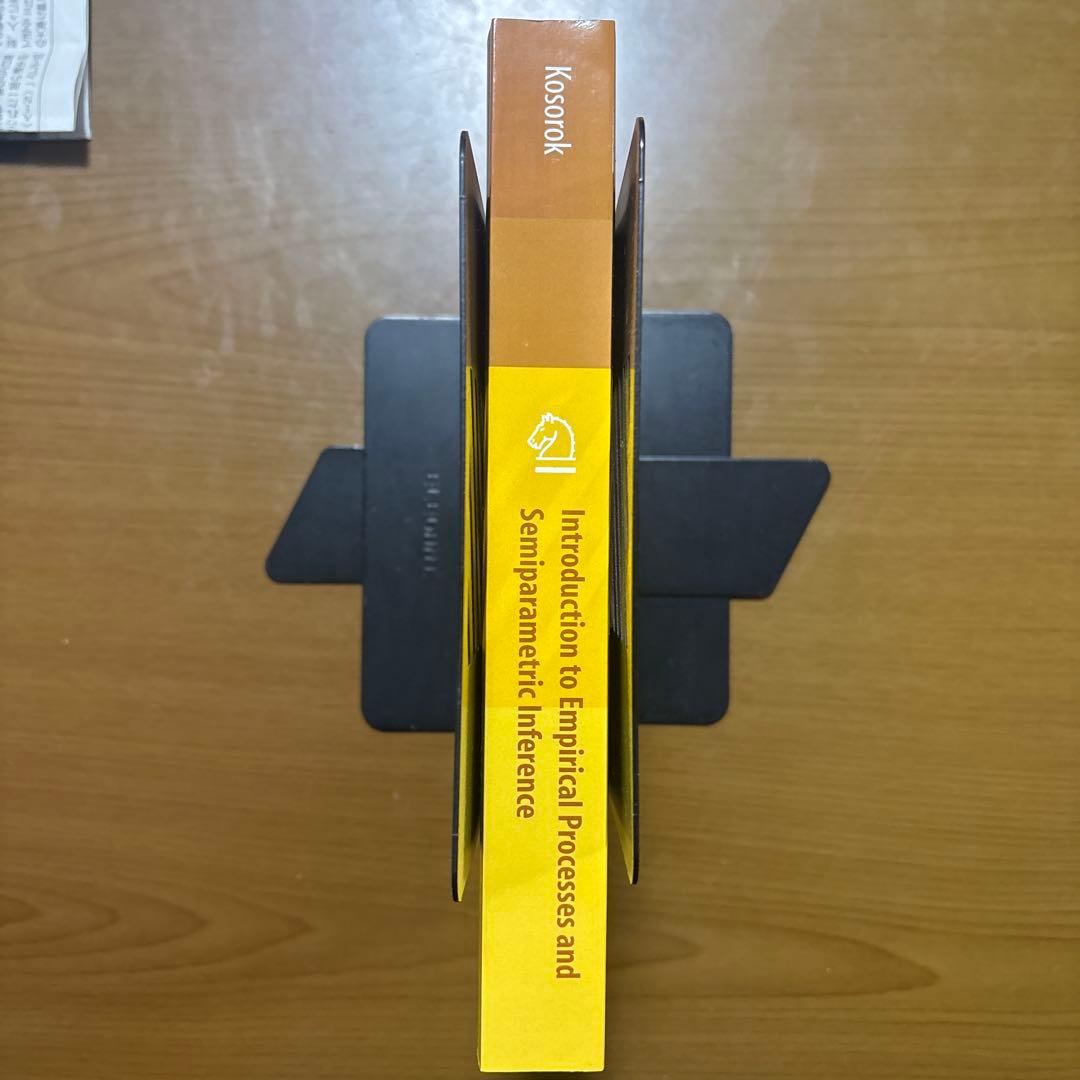 Kosorok
Introduction to Empirical Processes and
Semiparametric Inference